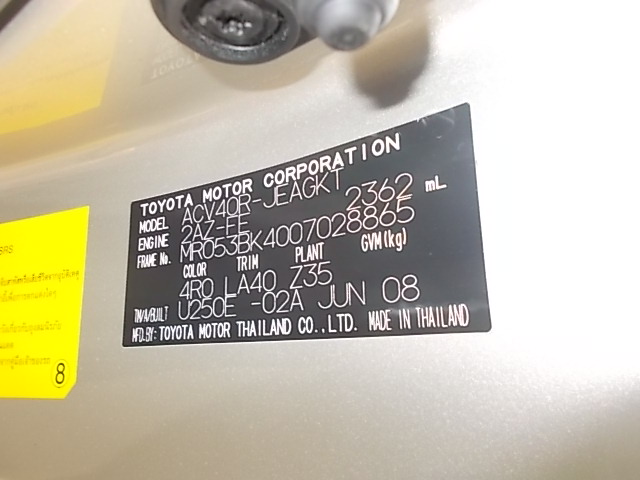 TOYOTA MOTOR CORPORATION
MODEL ACV40R-JEAGKT
ENGINE 2AZ-FE 2362 mL
FRAME No. MR053BK4007028865
COLOR TRIM PLANT GVM(kg)
4R0 LA40 Z35
TM/A/BUILT U250E -02A JUN 08
MFD.BY: TOYOTA MOTOR THAILAND CO.,LTD. MADE IN THAILAND
SRS
8